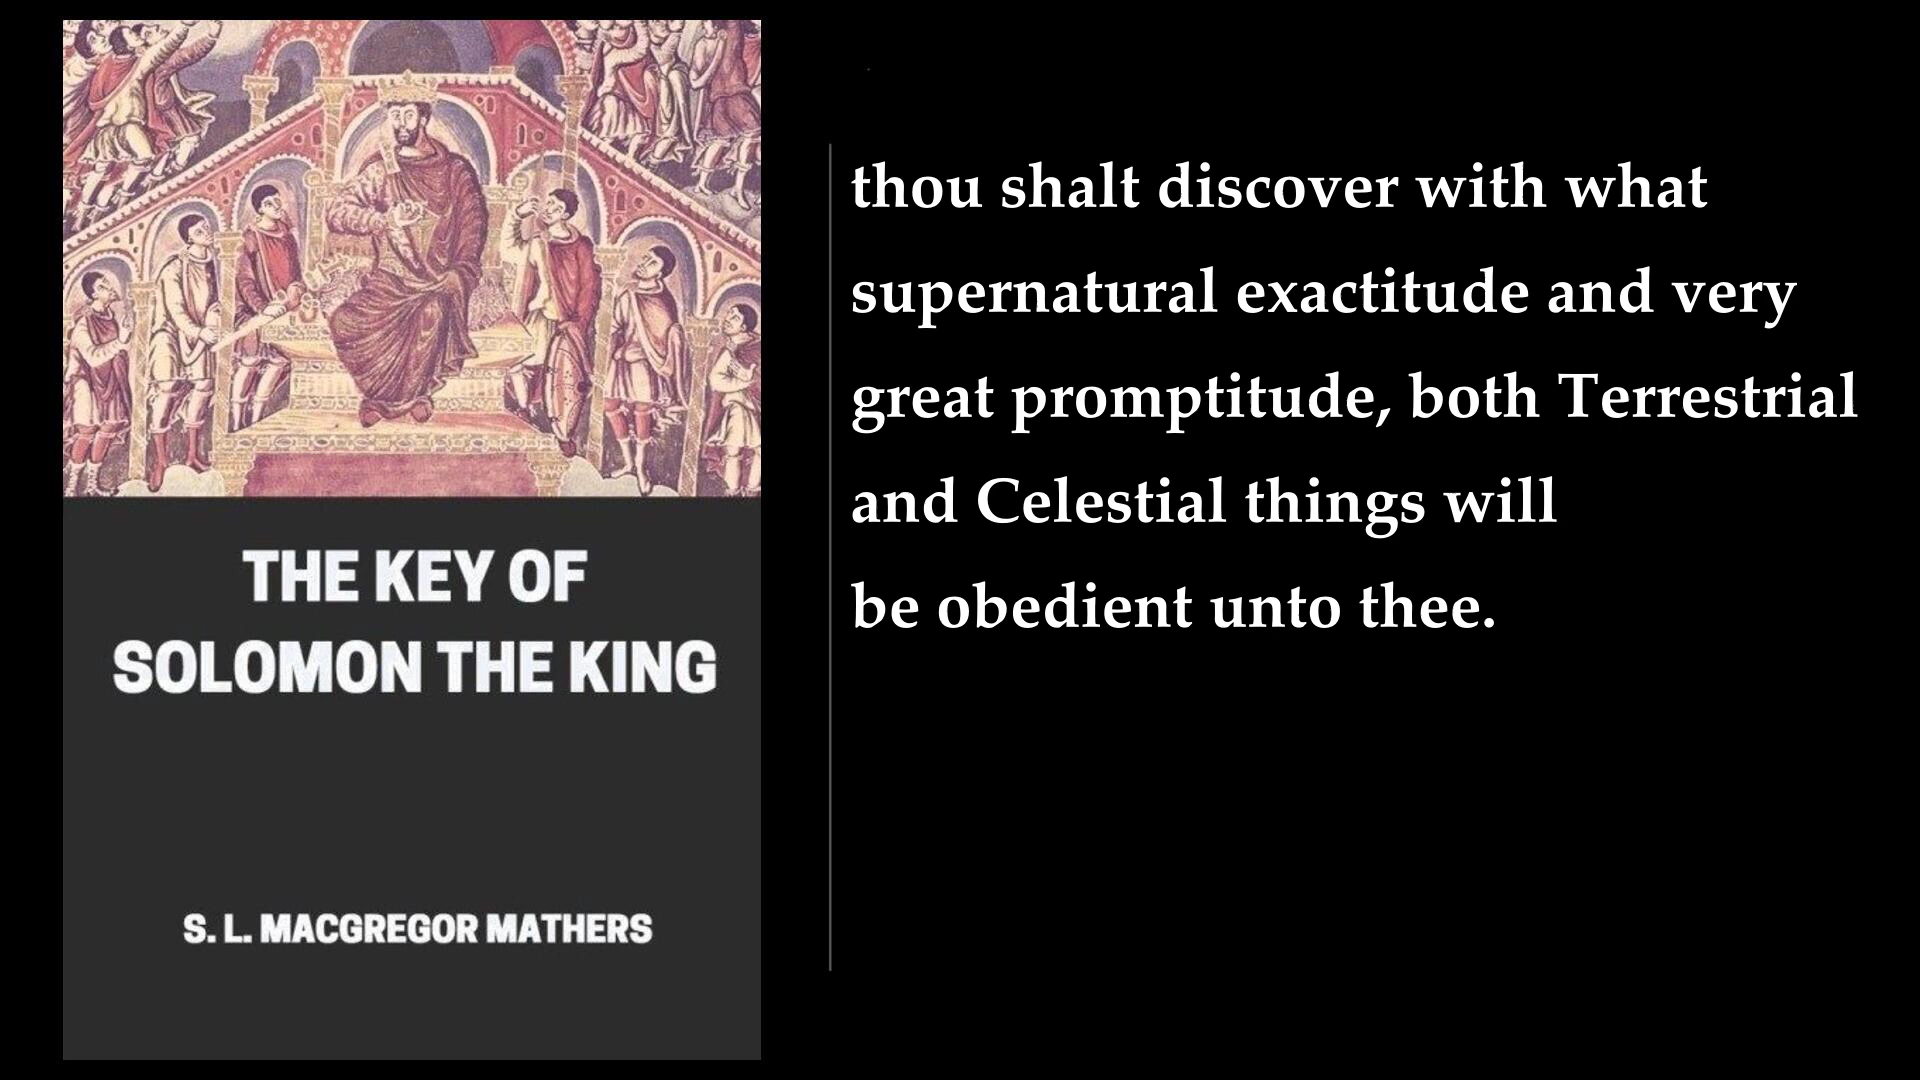 THE KEY OF
SOLOMON THE KING
S. L. MACGREGOR MATHERS
thou shalt discover with what
supernatural exactitude and very
great promptitude, both Terrestrial
and Celestial things will
be obedient unto thee.